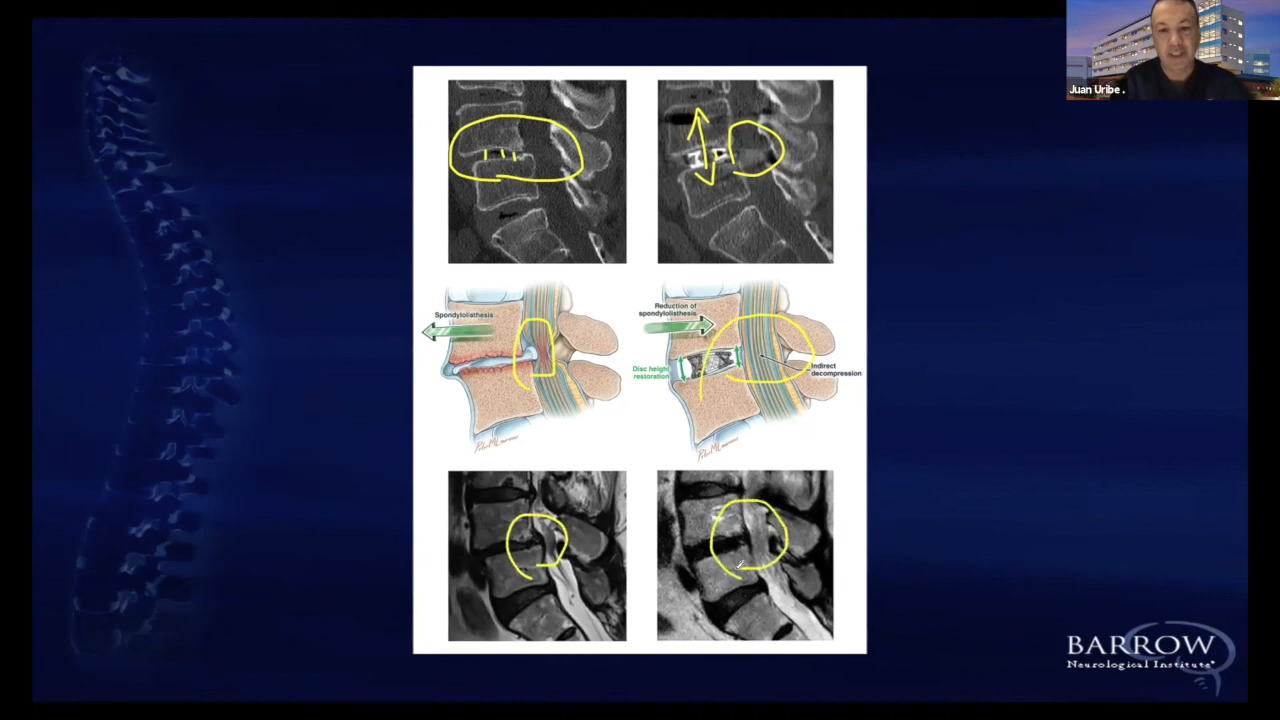 Juan Uribe .
Spondylolisthesis
Reduction of
spondylolisthesis
Disc height
restoration
Indirect
decompression
BARROW
Neurological Institute®